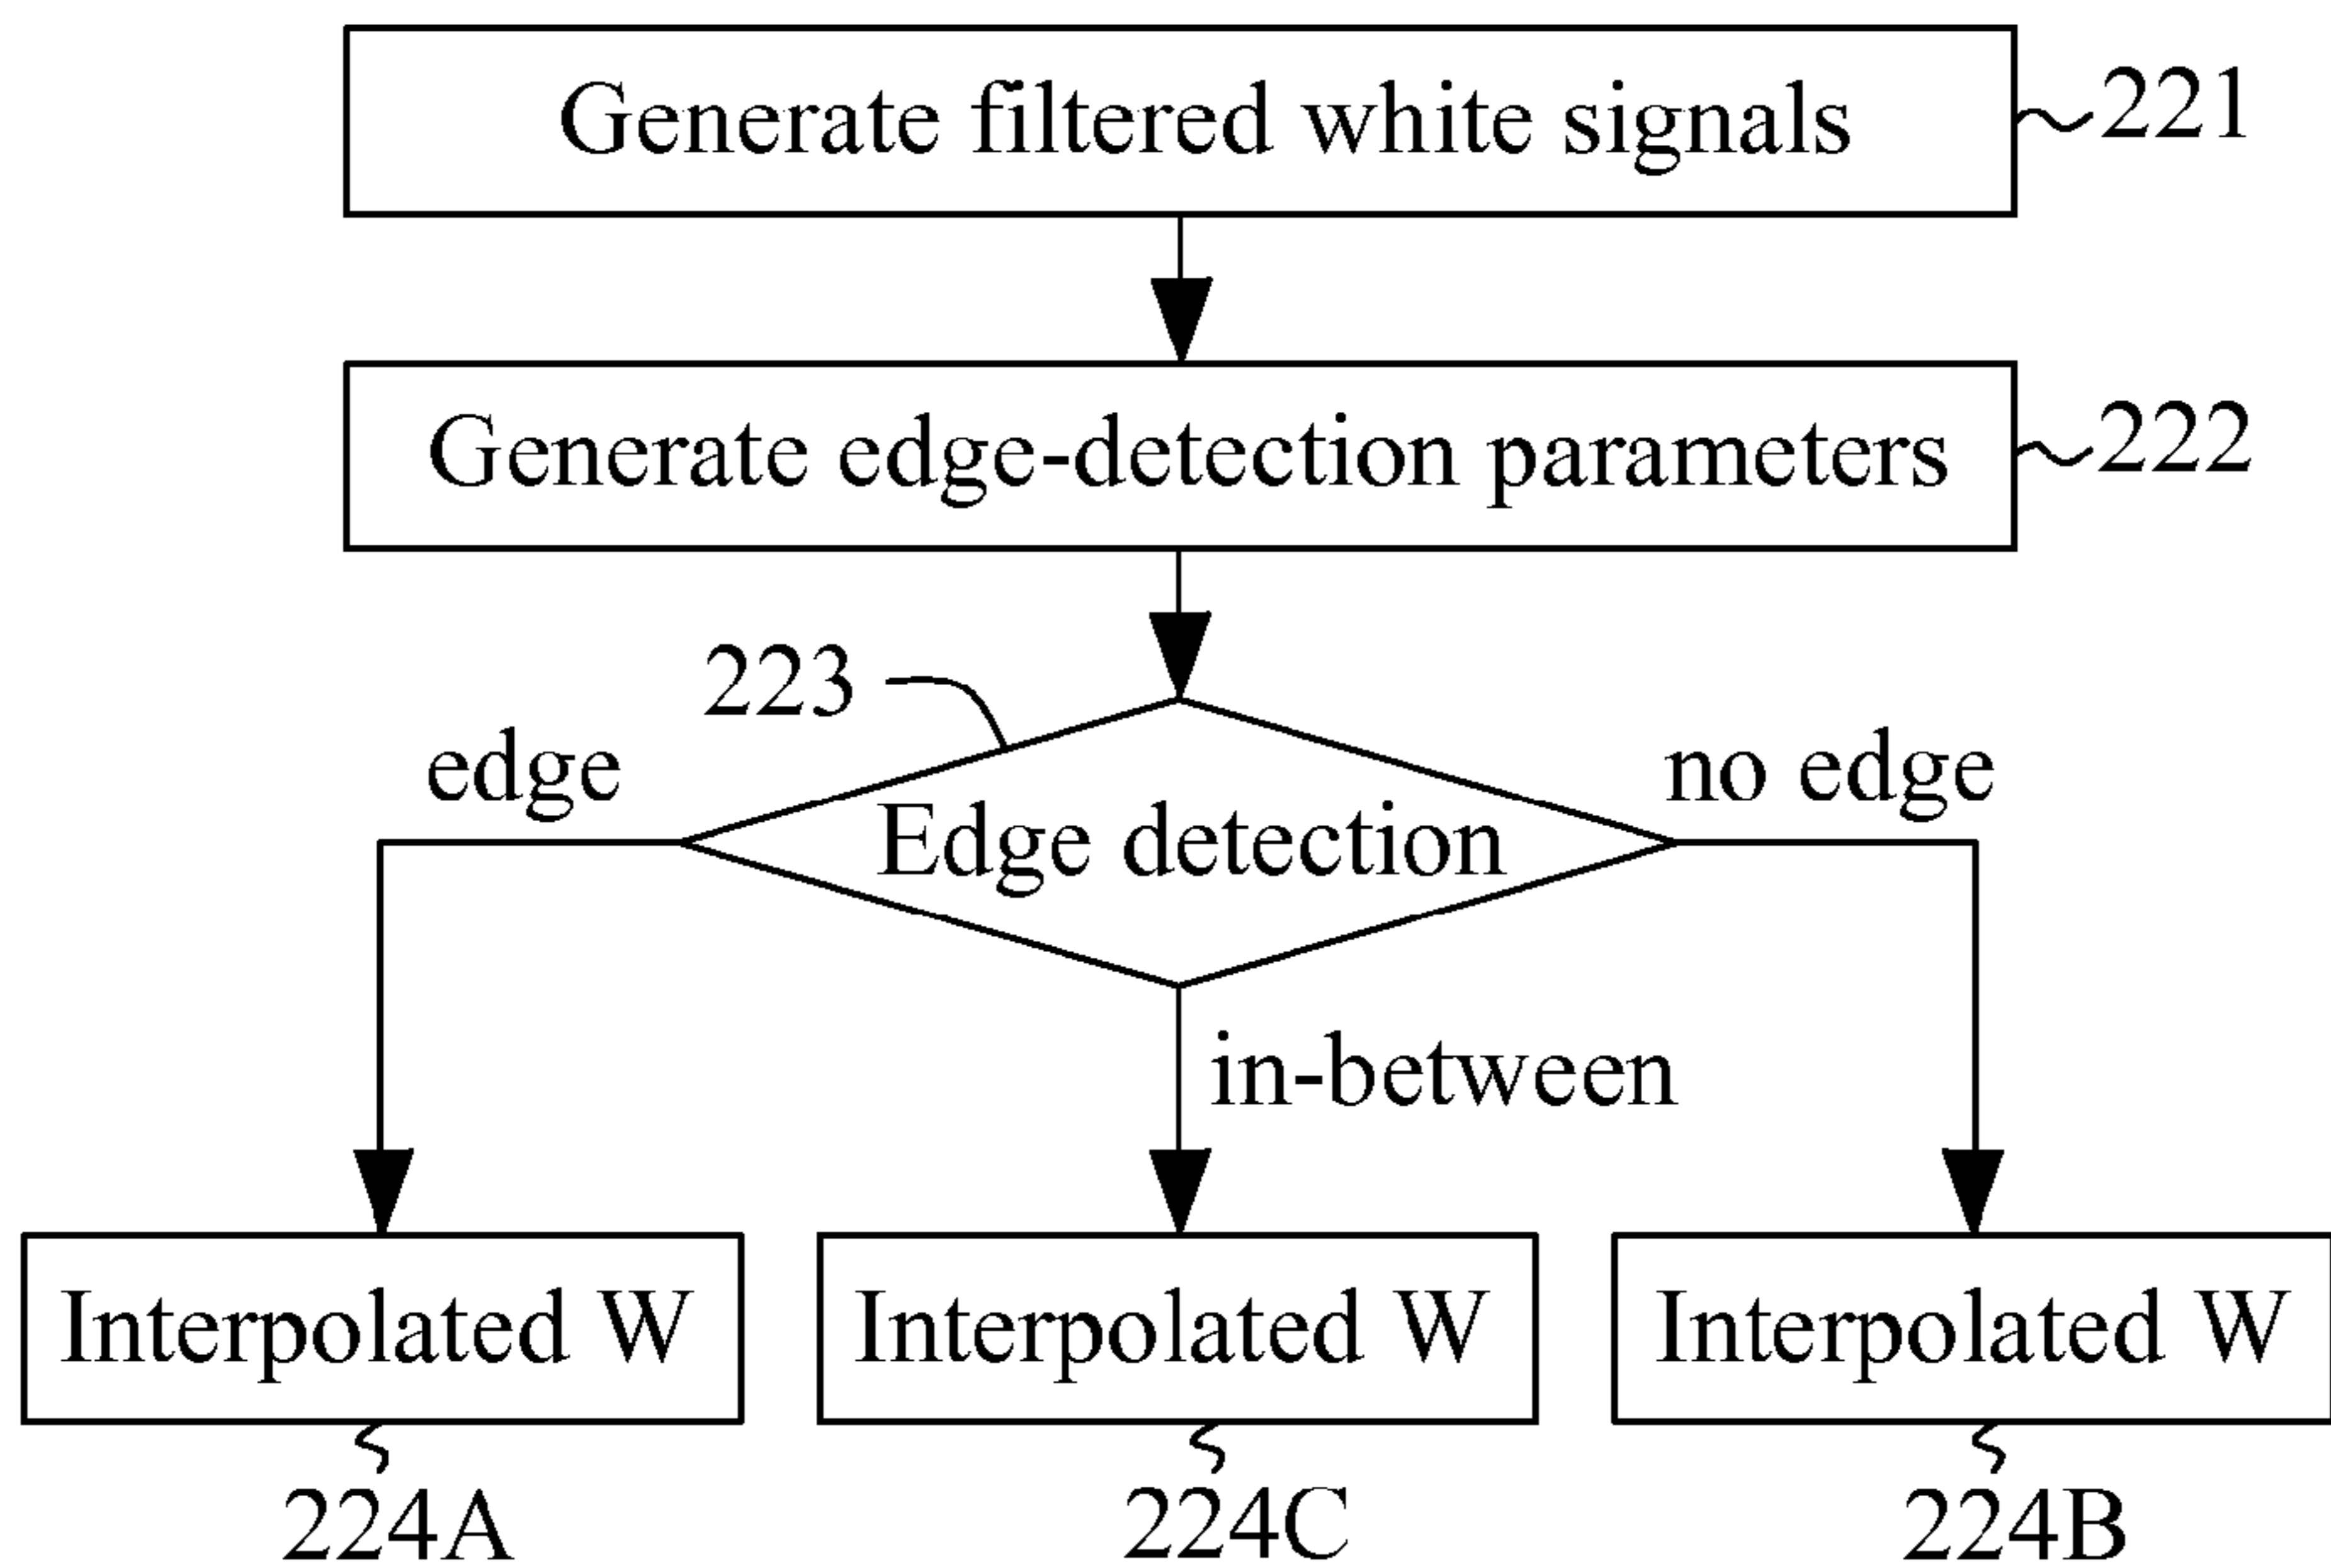 Generate filtered white signals
221
Generate edge-detection parameters
222
223
edge
no edge
Edge detection
in-between
Interpolated W
Interpolated W
Interpolated W
224A
224C
224B